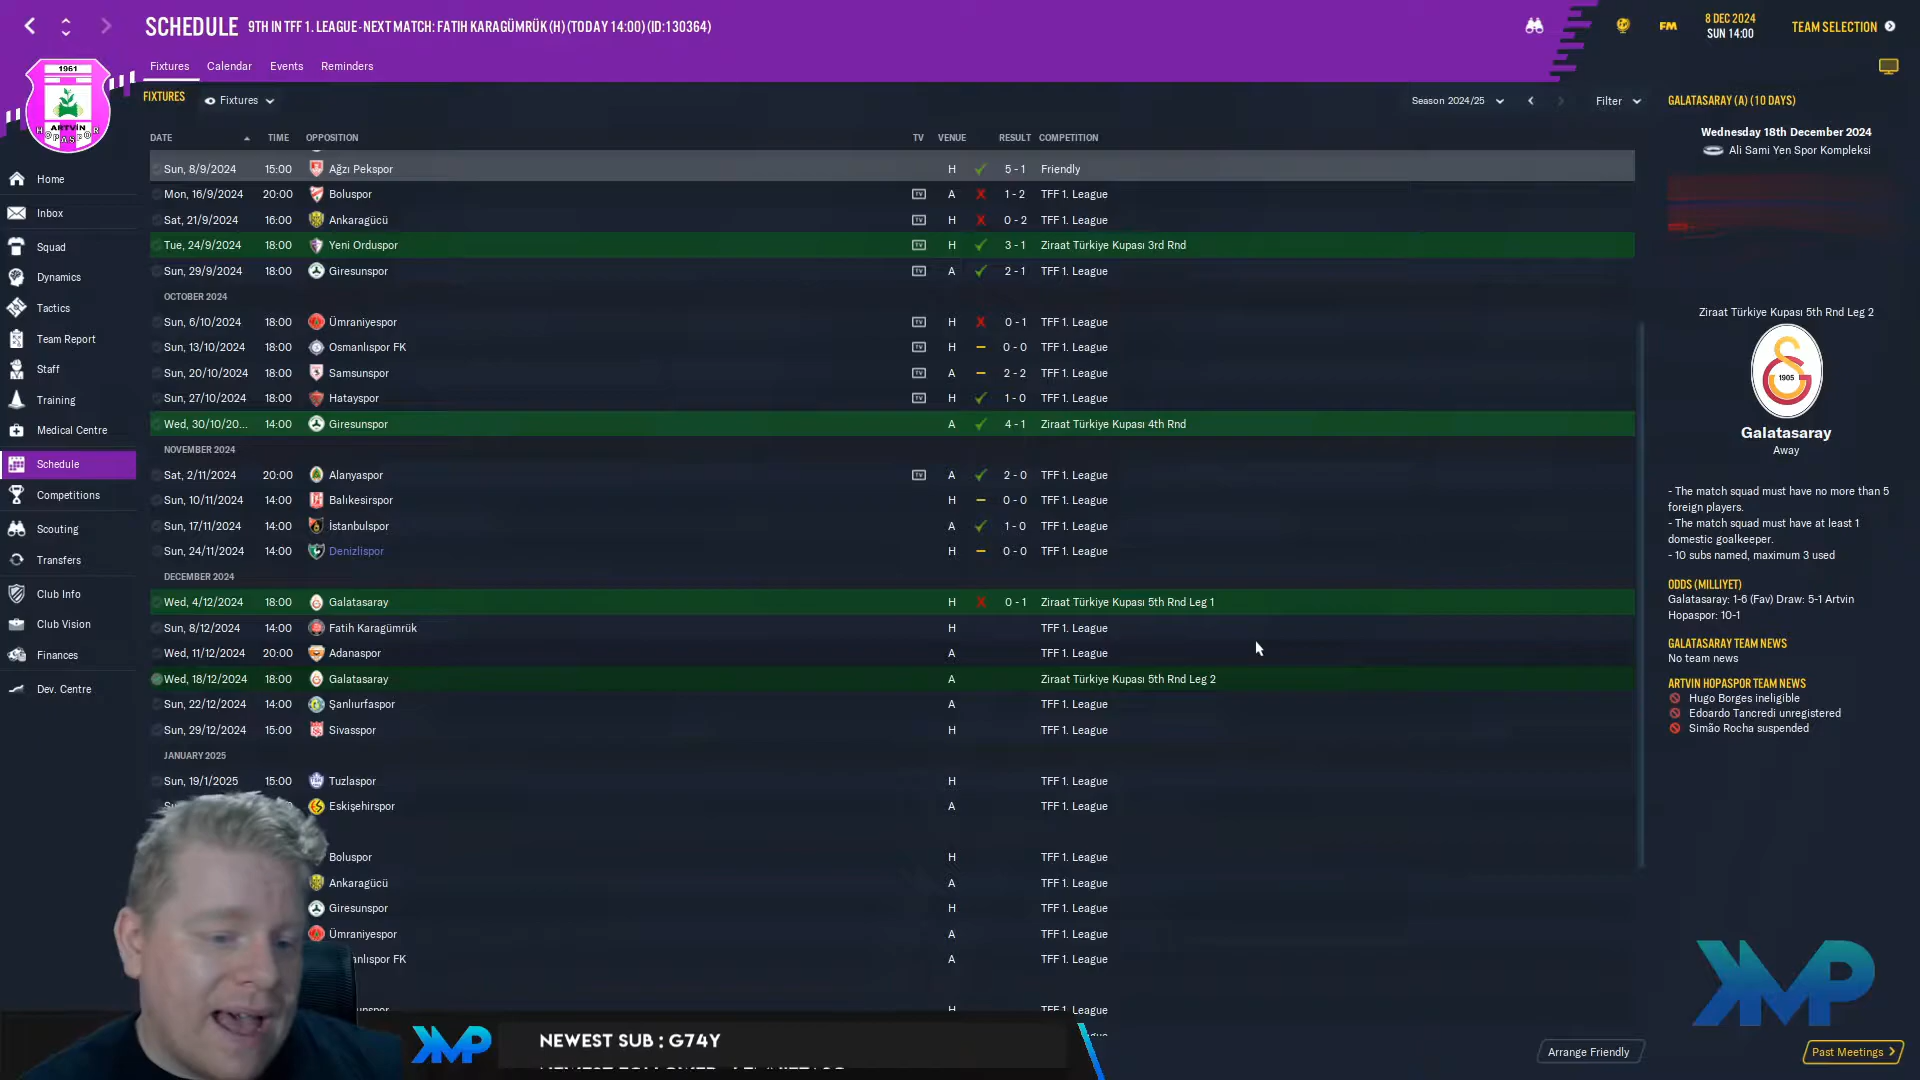 SCHEDULE 9TH IN TFF 1. LEAGUE - NEXT MATCH: FATIH KARAGÜMRÜK (H) (TODAY 14:00) (ID:130364)
FM
8 DEC 2024
SUN 14:00
TEAM SELECTION
1961
ARTVİN
HOPASPOR
Fixtures Calendar Events Reminders
FIXTURES Fixtures
Season 2024/25 Filter
DATE TIME OPPOSITION TV VENUE RESULT COMPETITION
Sun, 8/9/2024 15:00 Ağzı Pekspor H 5 - 1 Friendly
Mon, 16/9/2024 20:00 Boluspor TV A 1 - 2 TFF 1. League
Sat, 21/9/2024 16:00 Ankaragücü TV H 0 - 2 TFF 1. League
Tue, 24/9/2024 18:00 Yeni Orduspor TV H 3 - 1 Ziraat Türkiye Kupası 3rd Rnd
Sun, 29/9/2024 18:00 Giresunspor TV A 2 - 1 TFF 1. League
OCTOBER 2024
Sun, 6/10/2024 18:00 Ümraniyespor TV H 0 - 1 TFF 1. League
Sun, 13/10/2024 18:00 Osmanlıspor FK TV H 0 - 0 TFF 1. League
Sun, 20/10/2024 18:00 Samsunspor TV A 2 - 2 TFF 1. League
Sun, 27/10/2024 18:00 Hatayspor TV H 1 - 0 TFF 1. League
Wed, 30/10/20... 14:00 Giresunspor A 4 - 1 Ziraat Türkiye Kupası 4th Rnd
NOVEMBER 2024
Sat, 2/11/2024 20:00 Alanyaspor TV A 2 - 0 TFF 1. League
Sun, 10/11/2024 14:00 Balıkesirspor H 0 - 0 TFF 1. League
Sun, 17/11/2024 14:00 İstanbulspor A 1 - 0 TFF 1. League
Sun, 24/11/2024 14:00 Denizlispor H 0 - 0 TFF 1. League
DECEMBER 2024
Wed, 4/12/2024 18:00 Galatasaray H 0 - 1 Ziraat Türkiye Kupası 5th Rnd Leg 1
Sun, 8/12/2024 14:00 Fatih Karagümrük H TFF 1. League
Wed, 11/12/2024 20:00 Adanaspor A TFF 1. League
Wed, 18/12/2024 18:00 Galatasaray A Ziraat Türkiye Kupası 5th Rnd Leg 2
Sun, 22/12/2024 14:00 Şanlıurfaspor A TFF 1. League
Sun, 29/12/2024 15:00 Sivasspor H TFF 1. League
JANUARY 2025
Sun, 19/1/2025 15:00 Tuzlaspor H TFF 1. League
Eskişehirspor A TFF 1. League
Boluspor H TFF 1. League
Ankaragücü A TFF 1. League
Giresunspor H TFF 1. League
Ümraniyespor A TFF 1. League
FK A TFF 1. League
H TFF 1. League
Home
Inbox
Squad
Dynamics
Tactics
Team Report
Staff
Training
Medical Centre
Schedule
Competitions
Scouting
Transfers
Club Info
Club Vision
Finances
Dev. Centre
GALATASARAY (A) (10 DAYS)
Wednesday 18th December 2024
Ali Sami Yen Spor Kompleksi
Ziraat Türkiye Kupası 5th Rnd Leg 2
1905
Galatasaray
Away
- The match squad must have no more than 5
foreign players.
- The match squad must have at least 1
domestic goalkeeper.
- 10 subs named, maximum 3 used
ODDS (MILLIYET)
Galatasaray: 1-6 (Fav) Draw: 5-1 Artvin
Hopaspor: 10-1
GALATASARAY TEAM NEWS
No team news
ARTVIN HOPASPOR TEAM NEWS
Hugo Borges ineligible
Edoardo Tancredi unregistered
Simão Rocha suspended
KMP
KMP
NEWEST SUB : G74Y
Arrange Friendly
Past Meetings